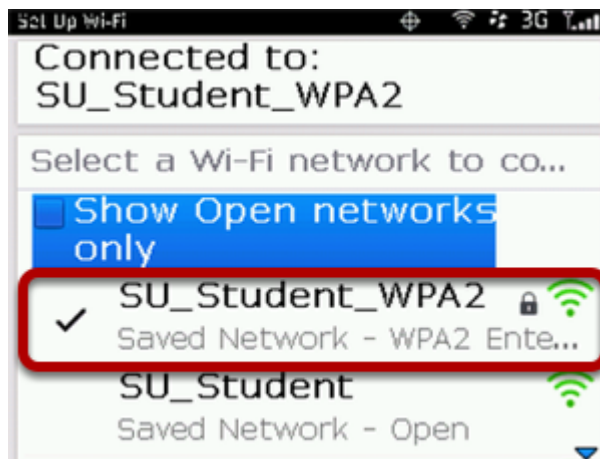 Set Up Wi-Fi 3G
Connected to:
SU_Student_WPA2
Select a Wi-Fi network to co...
Show Open networks
only
SU_Student_WPA2
Saved Network - WPA2 Ente...
SU_Student
Saved Network - Open